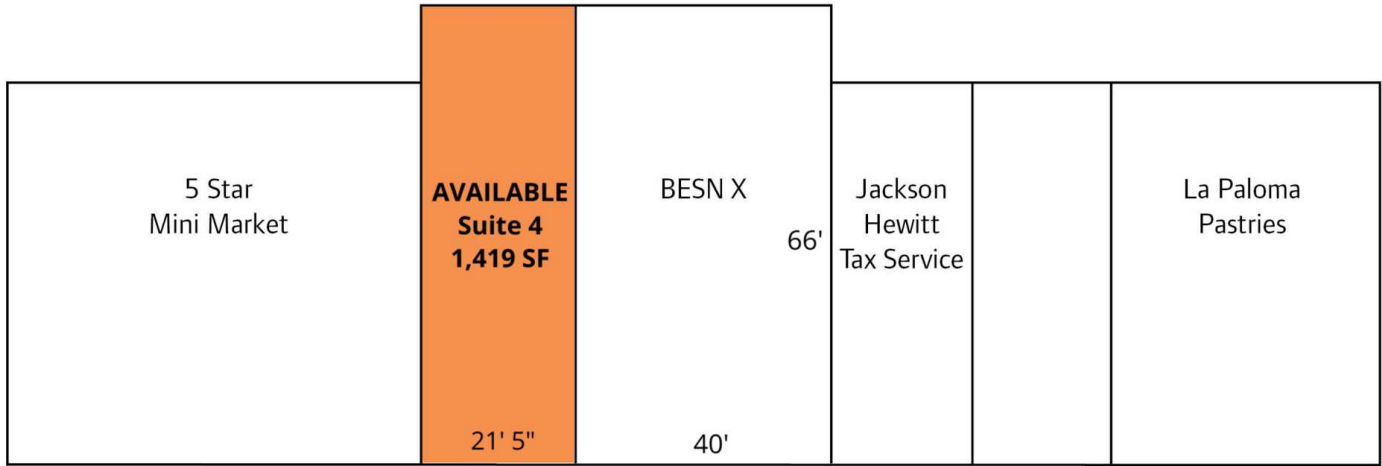 5 Star
Mini Market
AVAILABLE
Suite 4
1,419 SF
21' 5"
BESN X
66'
40'
Jackson
Hewitt
Tax Service
La Paloma
Pastries